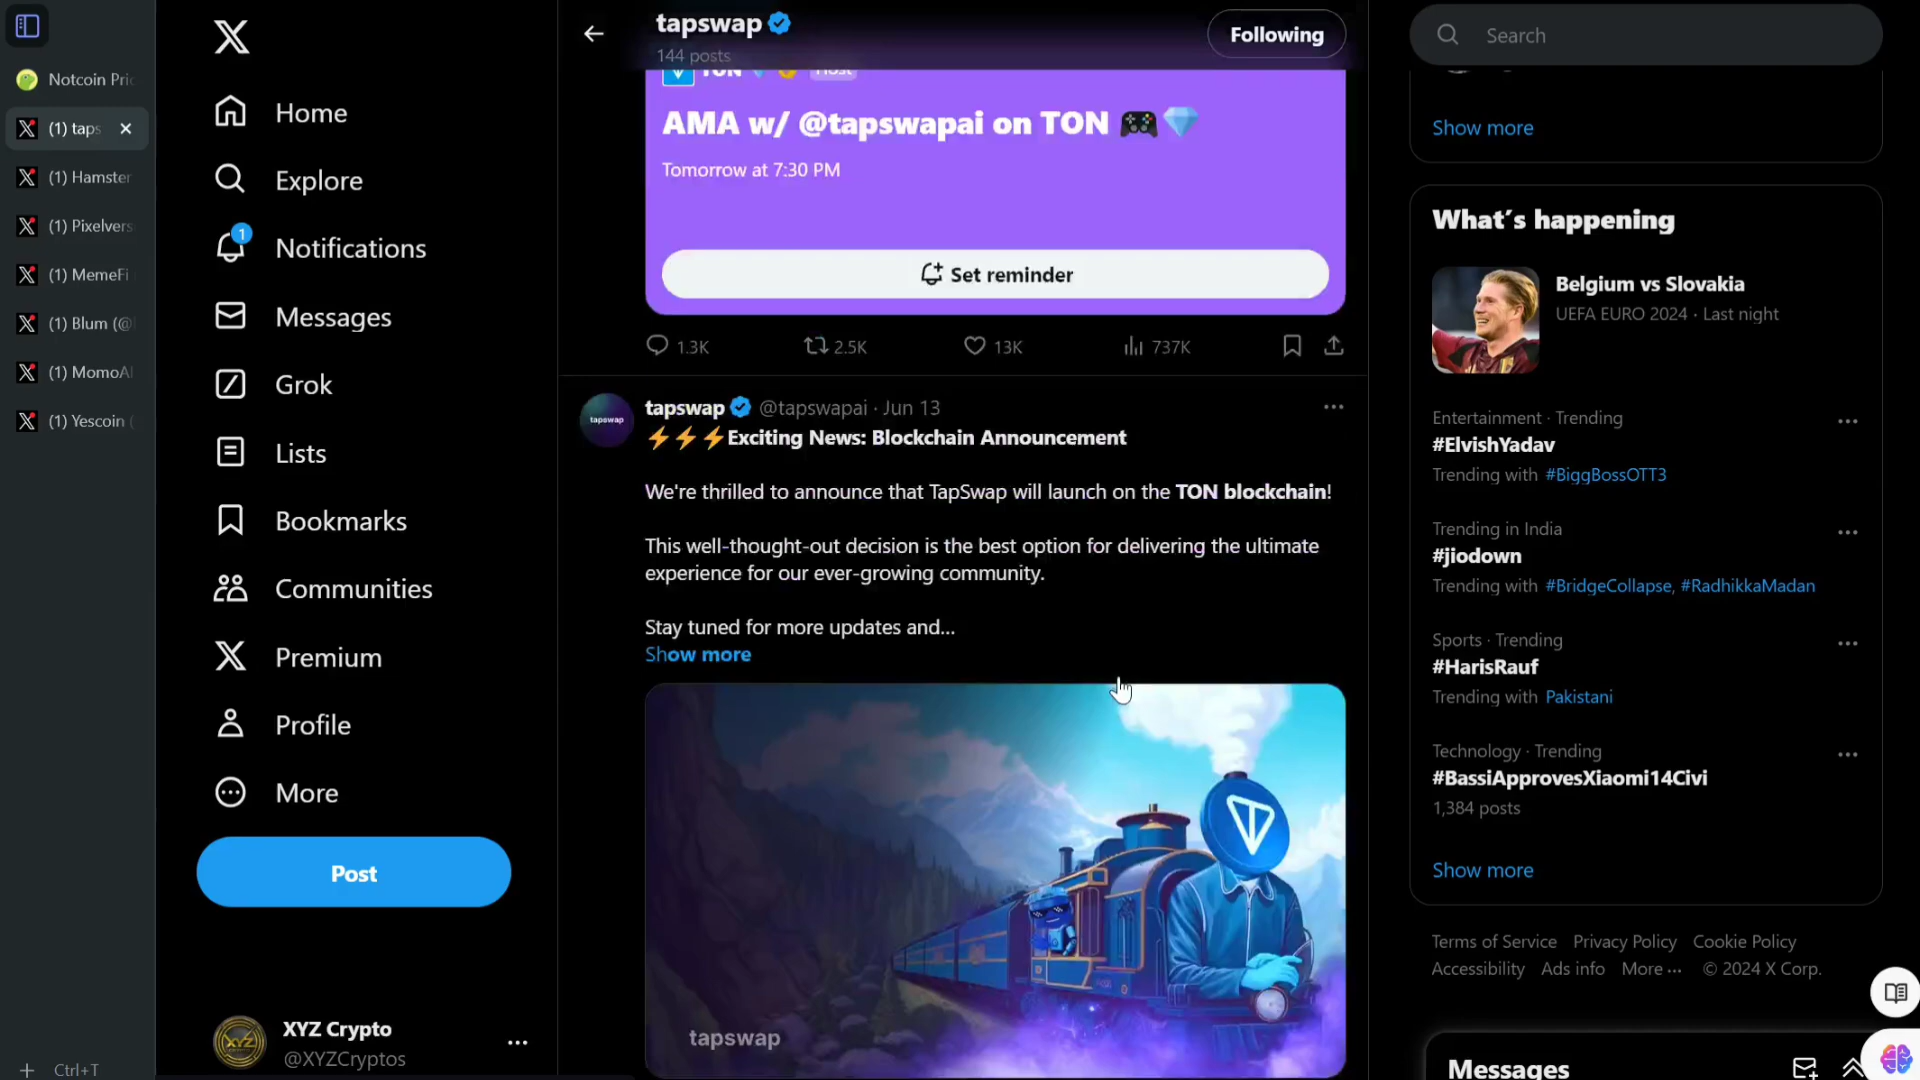 Notcoin Pric
(1) taps
(1) Hamster
(1) Pixelvers
(1) MemeFi
(1) Blum (@
(1) MomoAI
(1) Yescoin (
Ctrl+T
Home
Explore
1
Notifications
Messages
Grok
Lists
Bookmarks
Communities
Premium
Profile
More
Post
XYZ
XYZ Crypto
@XYZCryptos
tapswap
144 posts
Following
TON
Host
AMA w/ @tapswapai on TON 🎮💎
Tomorrow at 7:30 PM
Set reminder
1.3K
2.5K
13K
737K
tapswap
tapswap @tapswapai · Jun 13
⚡⚡⚡Exciting News: Blockchain Announcement
We're thrilled to announce that TapSwap will launch on the TON blockchain!
This well-thought-out decision is the best option for delivering the ultimate
experience for our ever-growing community.
Stay tuned for more updates and...
Show more
tapswap
Search
Show more
What's happening
Belgium vs Slovakia
UEFA EURO 2024 · Last night
Entertainment · Trending
#ElvishYadav
Trending with #BiggBossOTT3
Trending in India
#jiodown
Trending with #BridgeCollapse, #RadhikkaMadan
Sports · Trending
#HarisRauf
Trending with Pakistani
Technology · Trending
#BassiApprovesXiaomi14Civi
1,384 posts
Show more
Terms of Service Privacy Policy Cookie Policy
Accessibility Ads info More ··· © 2024 X Corp.
Messages